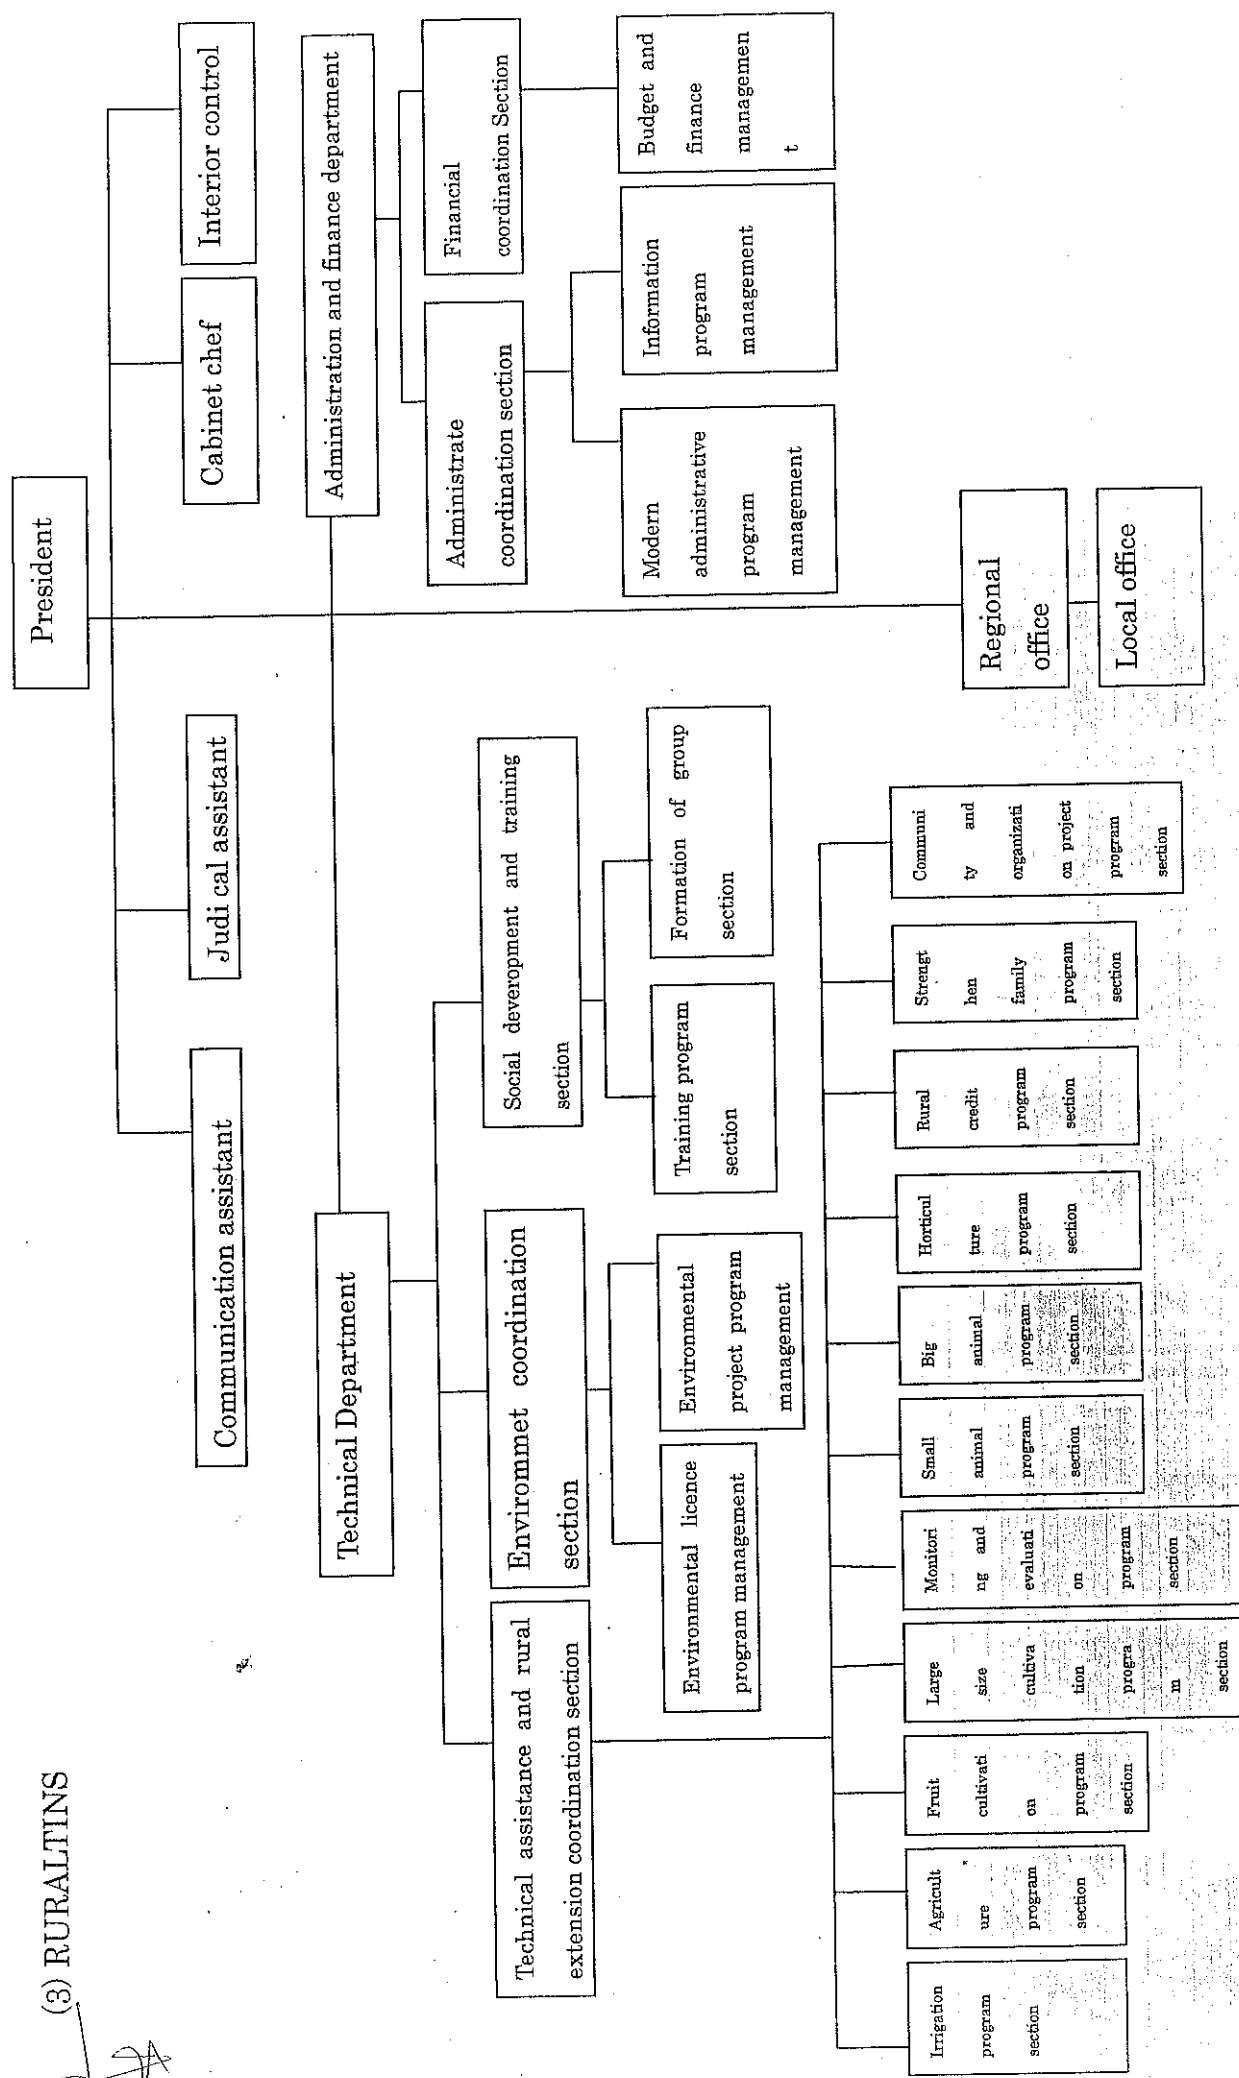 (3) RURALTINS
President
Communication assistant
Judi cal assistant
Cabinet chef
Interior control
Technical Department
Administration and finance department
Technical assistance and rural
extension coordination section
Envirommet coordination
section
Social deveropment and training
section
Administrate
coordination section
Financial
coordination Section
Environmental licence
program management
Environmental
project program
management
Training program
section
Formation of group
section
Modern
administrative
program
management
Information
program
management
Budget and
finance
managemen
t
Irrigation
program
section
Agricult
ure
program
section
Fruit
cultivati
on
program
section
Large
size
cultiva
tion
progra
m
section
Monitori
ng and
evaluati
on
program
section
Small
animal
program
section
Big
animal
program
section
Horticul
ture
program
section
Rural
credit
program
section
Strengt
hen
family
program
section
Communi
ty and
organizati
on project
program
section
Regional
office
Local office